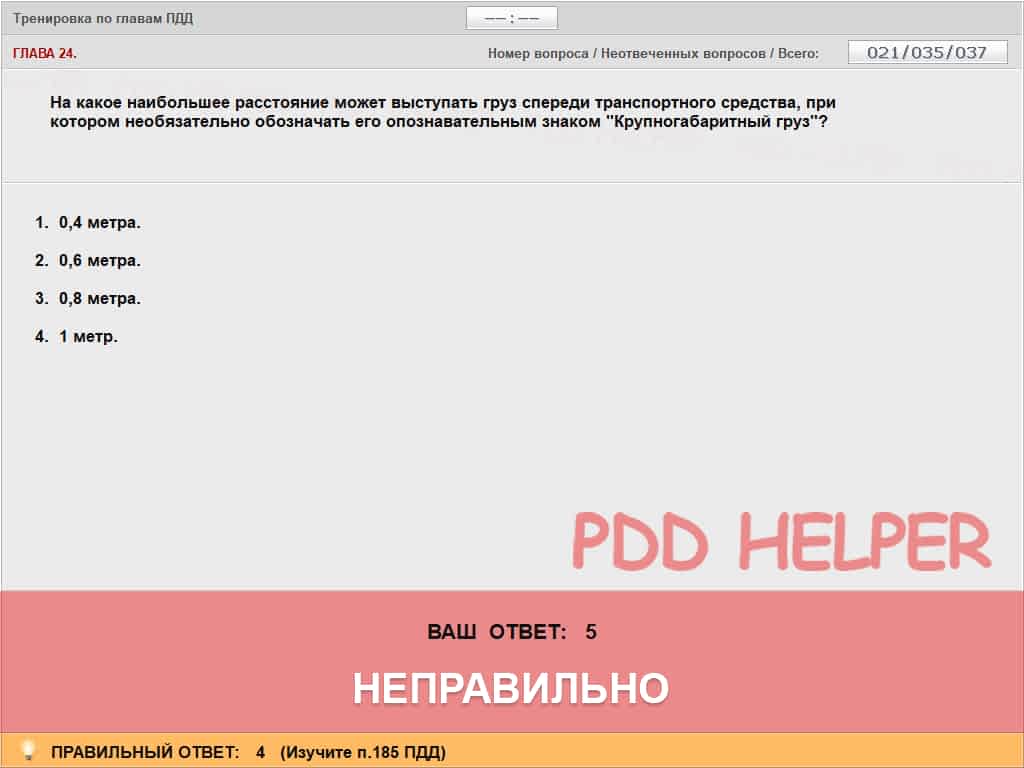 Тренировка по главам ПДД
—— : ——
ГЛАВА 24.
Номер вопроса / Неотвеченных вопросов / Всего:
021/035/037
На какое наибольшее расстояние может выступать груз спереди транспортного средства, при
котором необязательно обозначать его опознавательным знаком "Крупногабаритный груз"?
1. 0,4 метра.
2. 0,6 метра.
3. 0,8 метра.
4. 1 метр.
PDD HELPER
ВАШ ОТВЕТ: 5
НЕПРАВИЛЬНО
ПРАВИЛЬНЫЙ ОТВЕТ: 4 (Изучите п.185 ПДД)